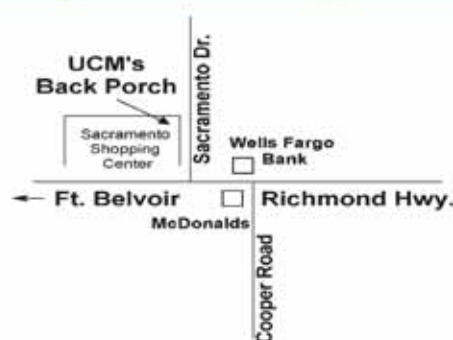 UCM's
Back Porch
Sacramento Dr.
Sacramento
Shopping
Center
Wells Fargo
Bank
Ft. Belvoir
Richmond Hwy.
McDonalds
Cooper Road